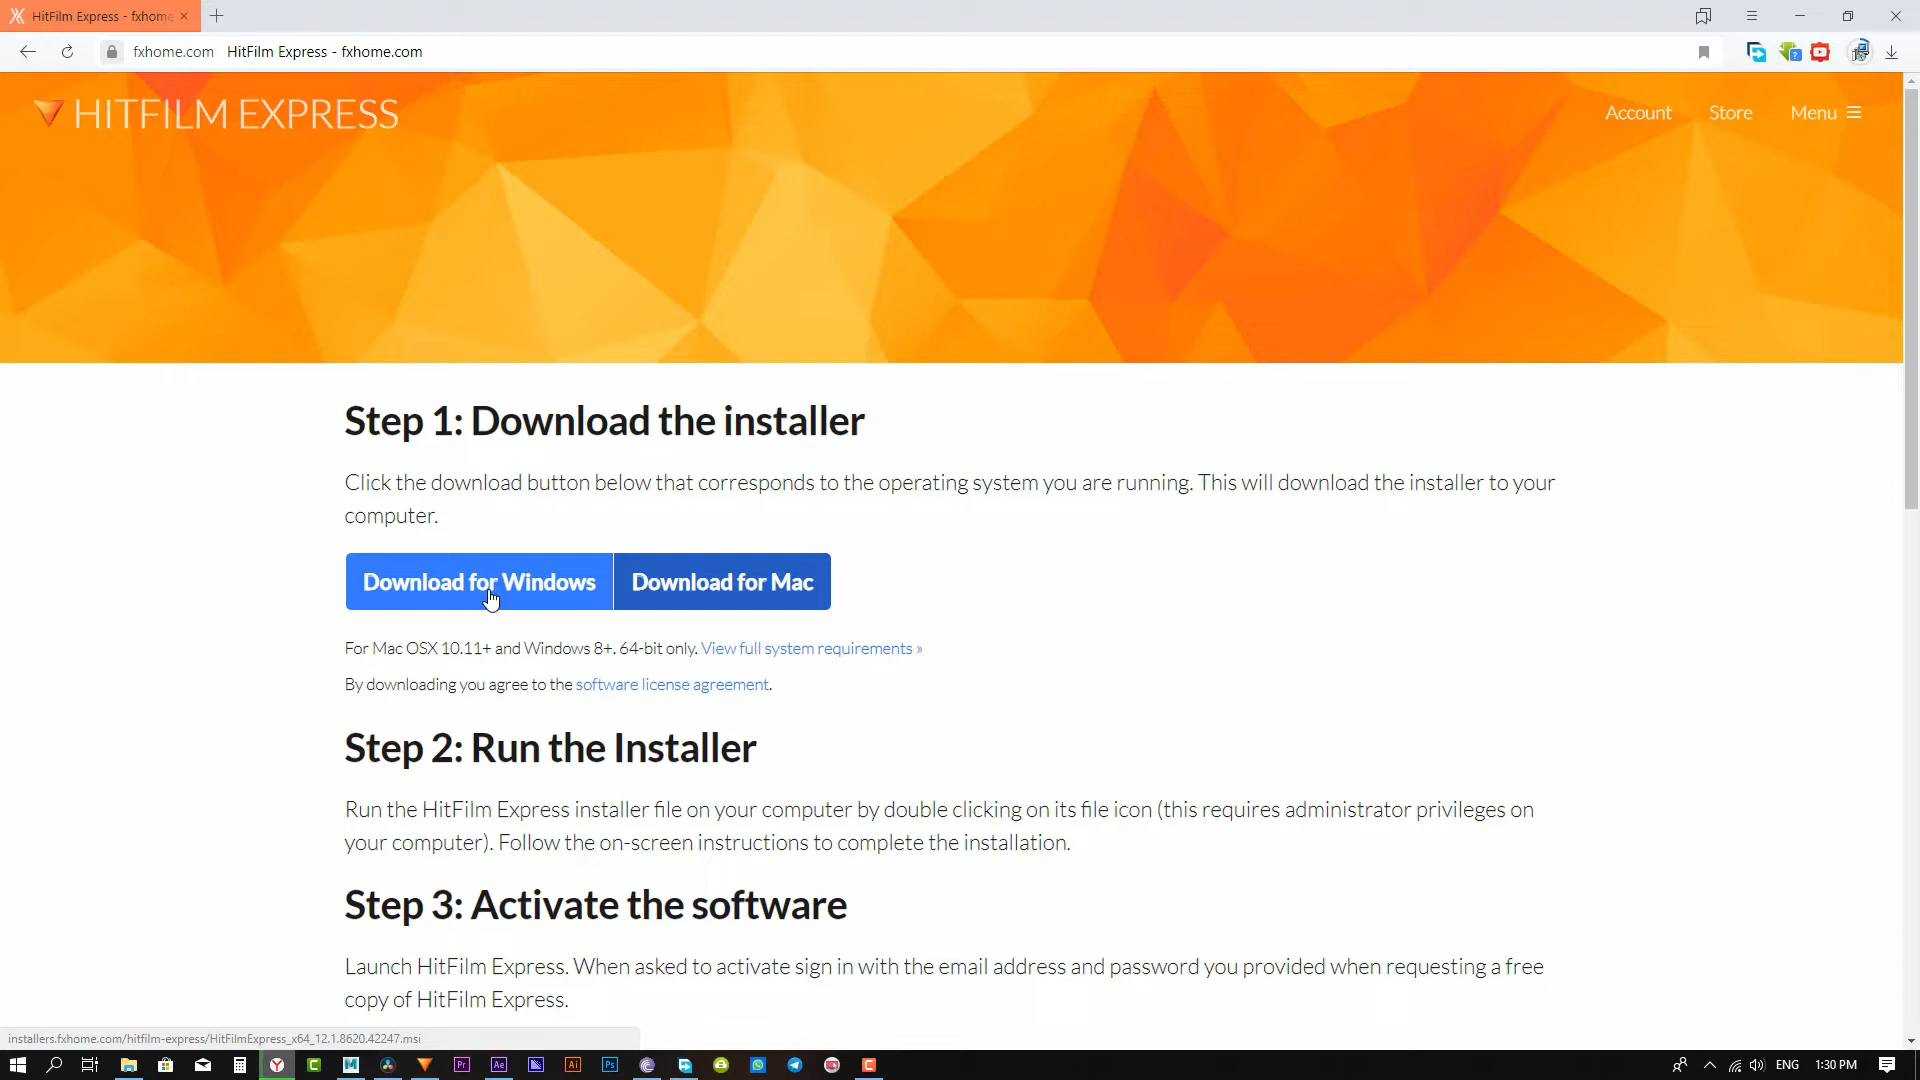 HitFilm Express - fxhome
fxhome.com HitFilm Express - fxhome.com
HITFILM EXPRESS
Account Store Menu
Step 1: Download the installer
Click the download button below that corresponds to the operating system you are running. This will download the installer to your
computer.
Download for Windows Download for Mac
For Mac OSX 10.11+ and Windows 8+. 64-bit only. View full system requirements »
By downloading you agree to the software license agreement.
Step 2: Run the Installer
Run the HitFilm Express installer file on your computer by double clicking on its file icon (this requires administrator privileges on
your computer). Follow the on-screen instructions to complete the installation.
Step 3: Activate the software
Launch HitFilm Express. When asked to activate sign in with the email address and password you provided when requesting a free
copy of HitFilm Express.
installers.fxhome.com/hitfilm-express/HitFilmExpress_x64_12.1.8620.42247.msi
Pr Ae Ai Ps ENG 1:30 PM